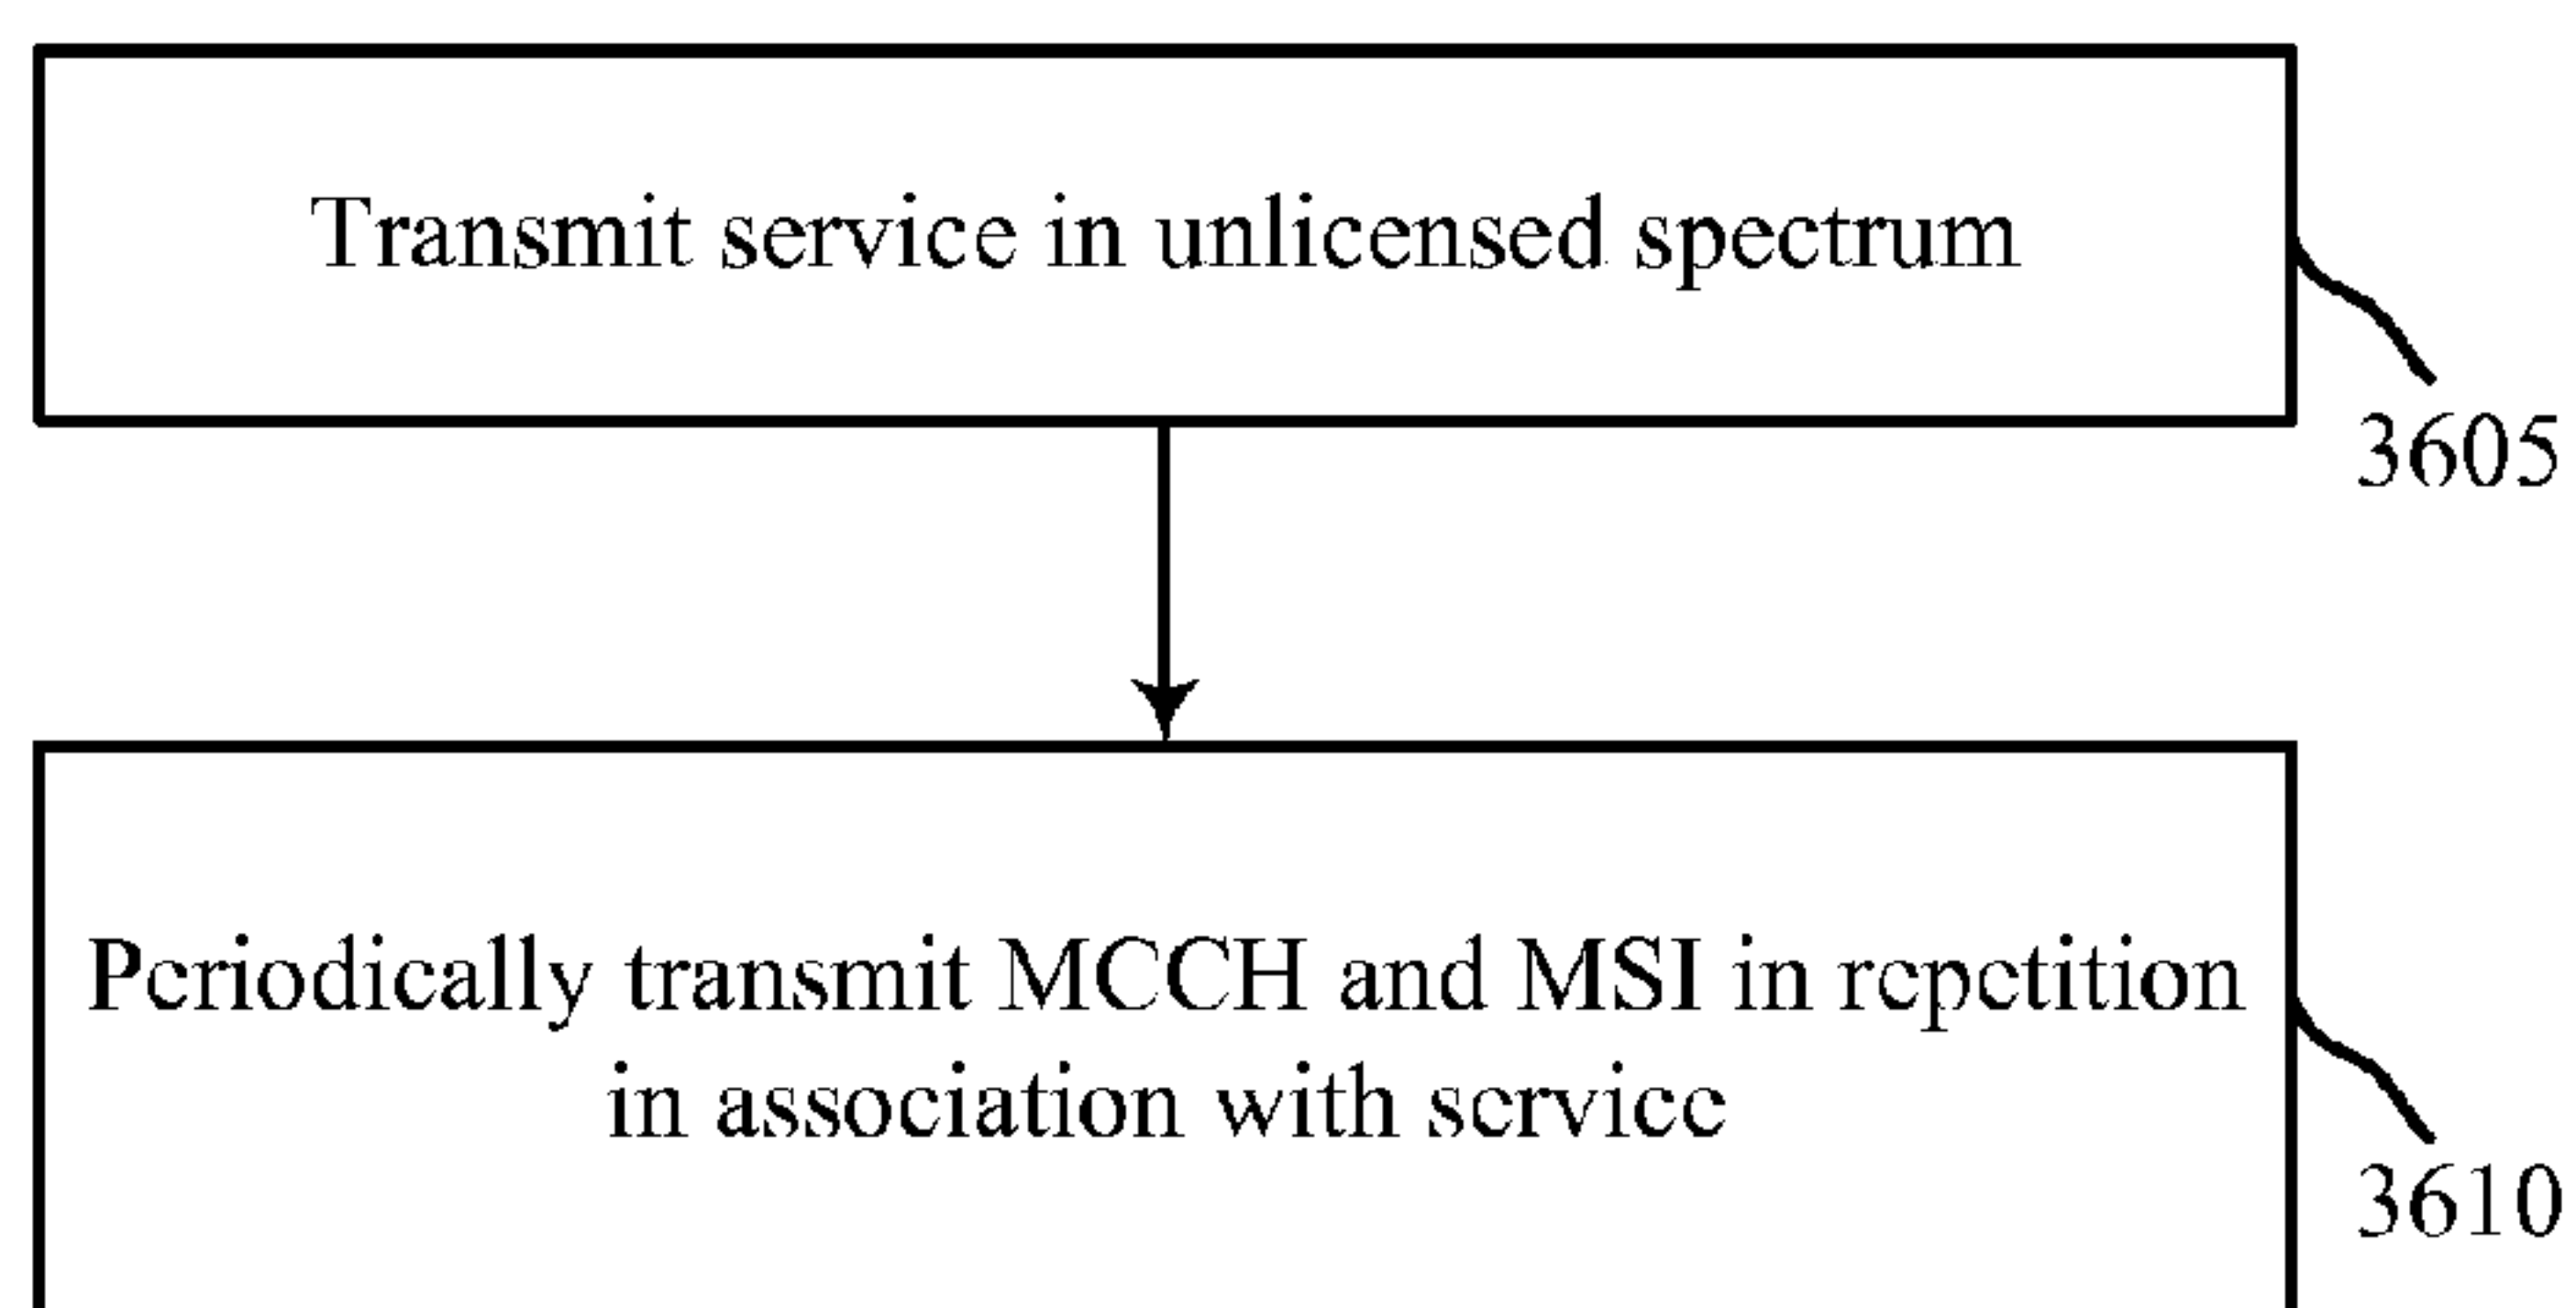 Transmit service in unlicensed spectrum
3605
Periodically transmit MCCH and MSI in repetition
in association with service
3610